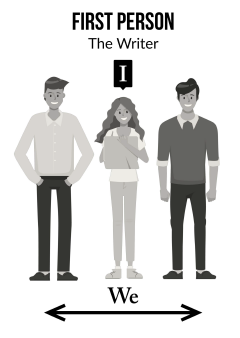 FIRST PERSON
The Writer
I
We